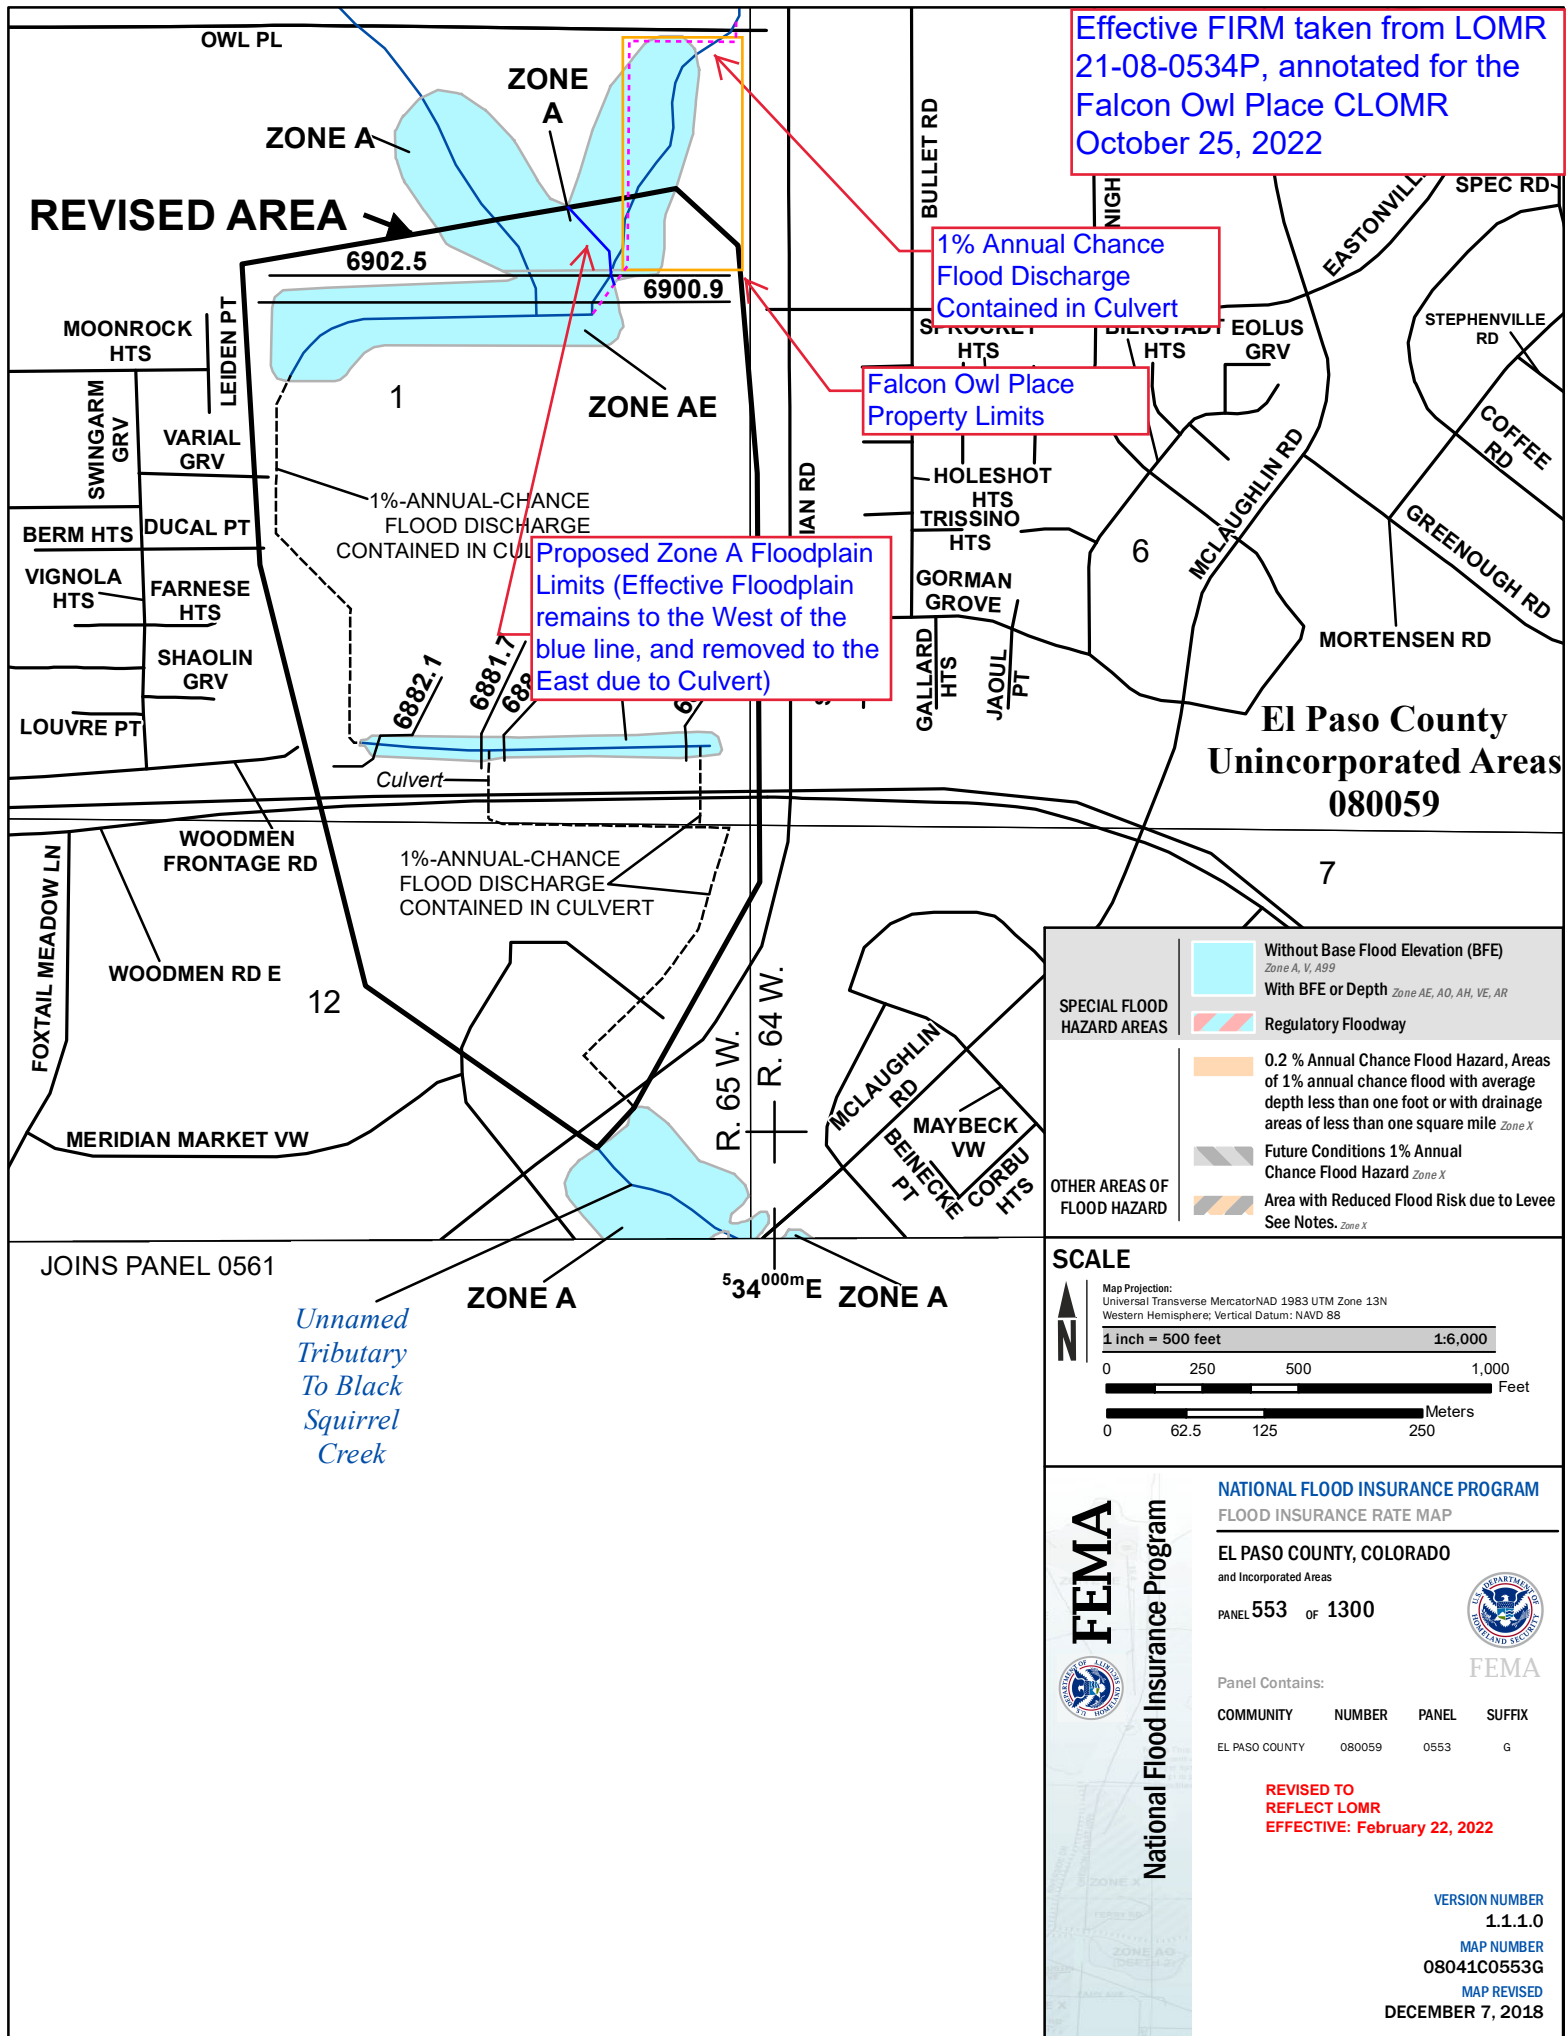 OWL PL
ZONE
A
ZONE A
REVISED AREA
6902.5
6900.9
Effective FIRM taken from LOMR
21-08-0534P, annotated for the
Falcon Owl Place CLOMR
October 25, 2022
BULLET RD
SPEC RD
1% Annual Chance
Flood Discharge
Contained in Culvert
MOONROCK
HTS
LEIDEN PT
HTS
HTS
EOLUS
GRV
STEPHENVILLE
RD
Falcon Owl Place
Property Limits
1
ZONE AE
SWINGARM
GRV
VARIAL
GRV
COFFEE
RD
MCLAUGHLIN RD
HOLESHOT
HTS
1%-ANNUAL-CHANCE
FLOOD DISCHARGE
CONTAINED IN CUL
IAN RD
TRISSINO
HTS
GREENOUGH RD
BERM HTS
DUCAL PT
6
Proposed Zone A Floodplain
Limits (Effective Floodplain
remains to the West of the
blue line, and removed to the
East due to Culvert)
VIGNOLA
HTS
FARNESE
HTS
GORMAN
GROVE
MORTENSEN RD
SHAOLIN
GRV
GALLARD
HTS
JAOUL
PT
6882.1
6881.7
LOUVRE PT
El Paso County
Unincorporated Areas
080059
Culvert
WOODMEN
FRONTAGE RD
1%-ANNUAL-CHANCE
FLOOD DISCHARGE
CONTAINED IN CULVERT
7
FOXTAIL MEADOW LN
WOODMEN RD E
12
R. 65 W.
R. 64 W.
MCLAUGHLIN
RD
MAYBECK
VW
BEINECKE
PT
CORBU
HTS
MERIDIAN MARKET VW
SPECIAL FLOOD
HAZARD AREAS
Without Base Flood Elevation (BFE)
Zone A, V, A99
With BFE or Depth Zone AE, AO, AH, VE, AR
Regulatory Floodway
OTHER AREAS OF
FLOOD HAZARD
0.2 % Annual Chance Flood Hazard, Areas
of 1% annual chance flood with average
depth less than one foot or with drainage
areas of less than one square mile Zone X
Future Conditions 1% Annual
Chance Flood Hazard Zone X
Area with Reduced Flood Risk due to Levee
See Notes. Zone X
JOINS PANEL 0561
ZONE A
534000m E
ZONE A
Unnamed
Tributary
To Black
Squirrel
Creek
SCALE
N
Map Projection:
Universal Transverse MercatorNAD 1983 UTM Zone 13N
Western Hemisphere; Vertical Datum: NAVD 88
1 inch = 500 feet 1:6,000
0 250 500 1,000
Feet
Meters
0 62.5 125 250
FEMA
National Flood Insurance Program
NATIONAL FLOOD INSURANCE PROGRAM
FLOOD INSURANCE RATE MAP
EL PASO COUNTY, COLORADO
and Incorporated Areas
PANEL 553 OF 1300
FEMA
Panel Contains:
COMMUNITY NUMBER PANEL SUFFIX
EL PASO COUNTY 080059 0553 G
REVISED TO
REFLECT LOMR
EFFECTIVE: February 22, 2022
VERSION NUMBER
1.1.1.0
MAP NUMBER
08041C0553G
MAP REVISED
DECEMBER 7, 2018